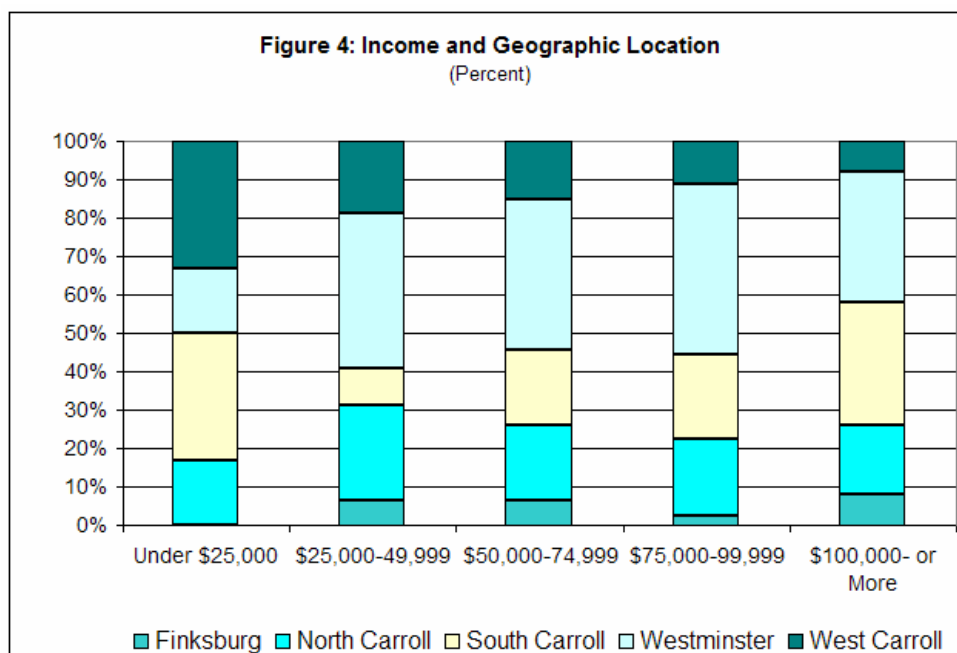 Figure 4: Income and Geographic Location
(Percent)
100%
90%
80%
70%
60%
50%
40%
30%
20%
10%
0%
Under $25,000 $25,000-49,999 $50,000-74,999 $75,000-99,999 $100,000- or
More
Finksburg North Carroll South Carroll Westminster West Carroll